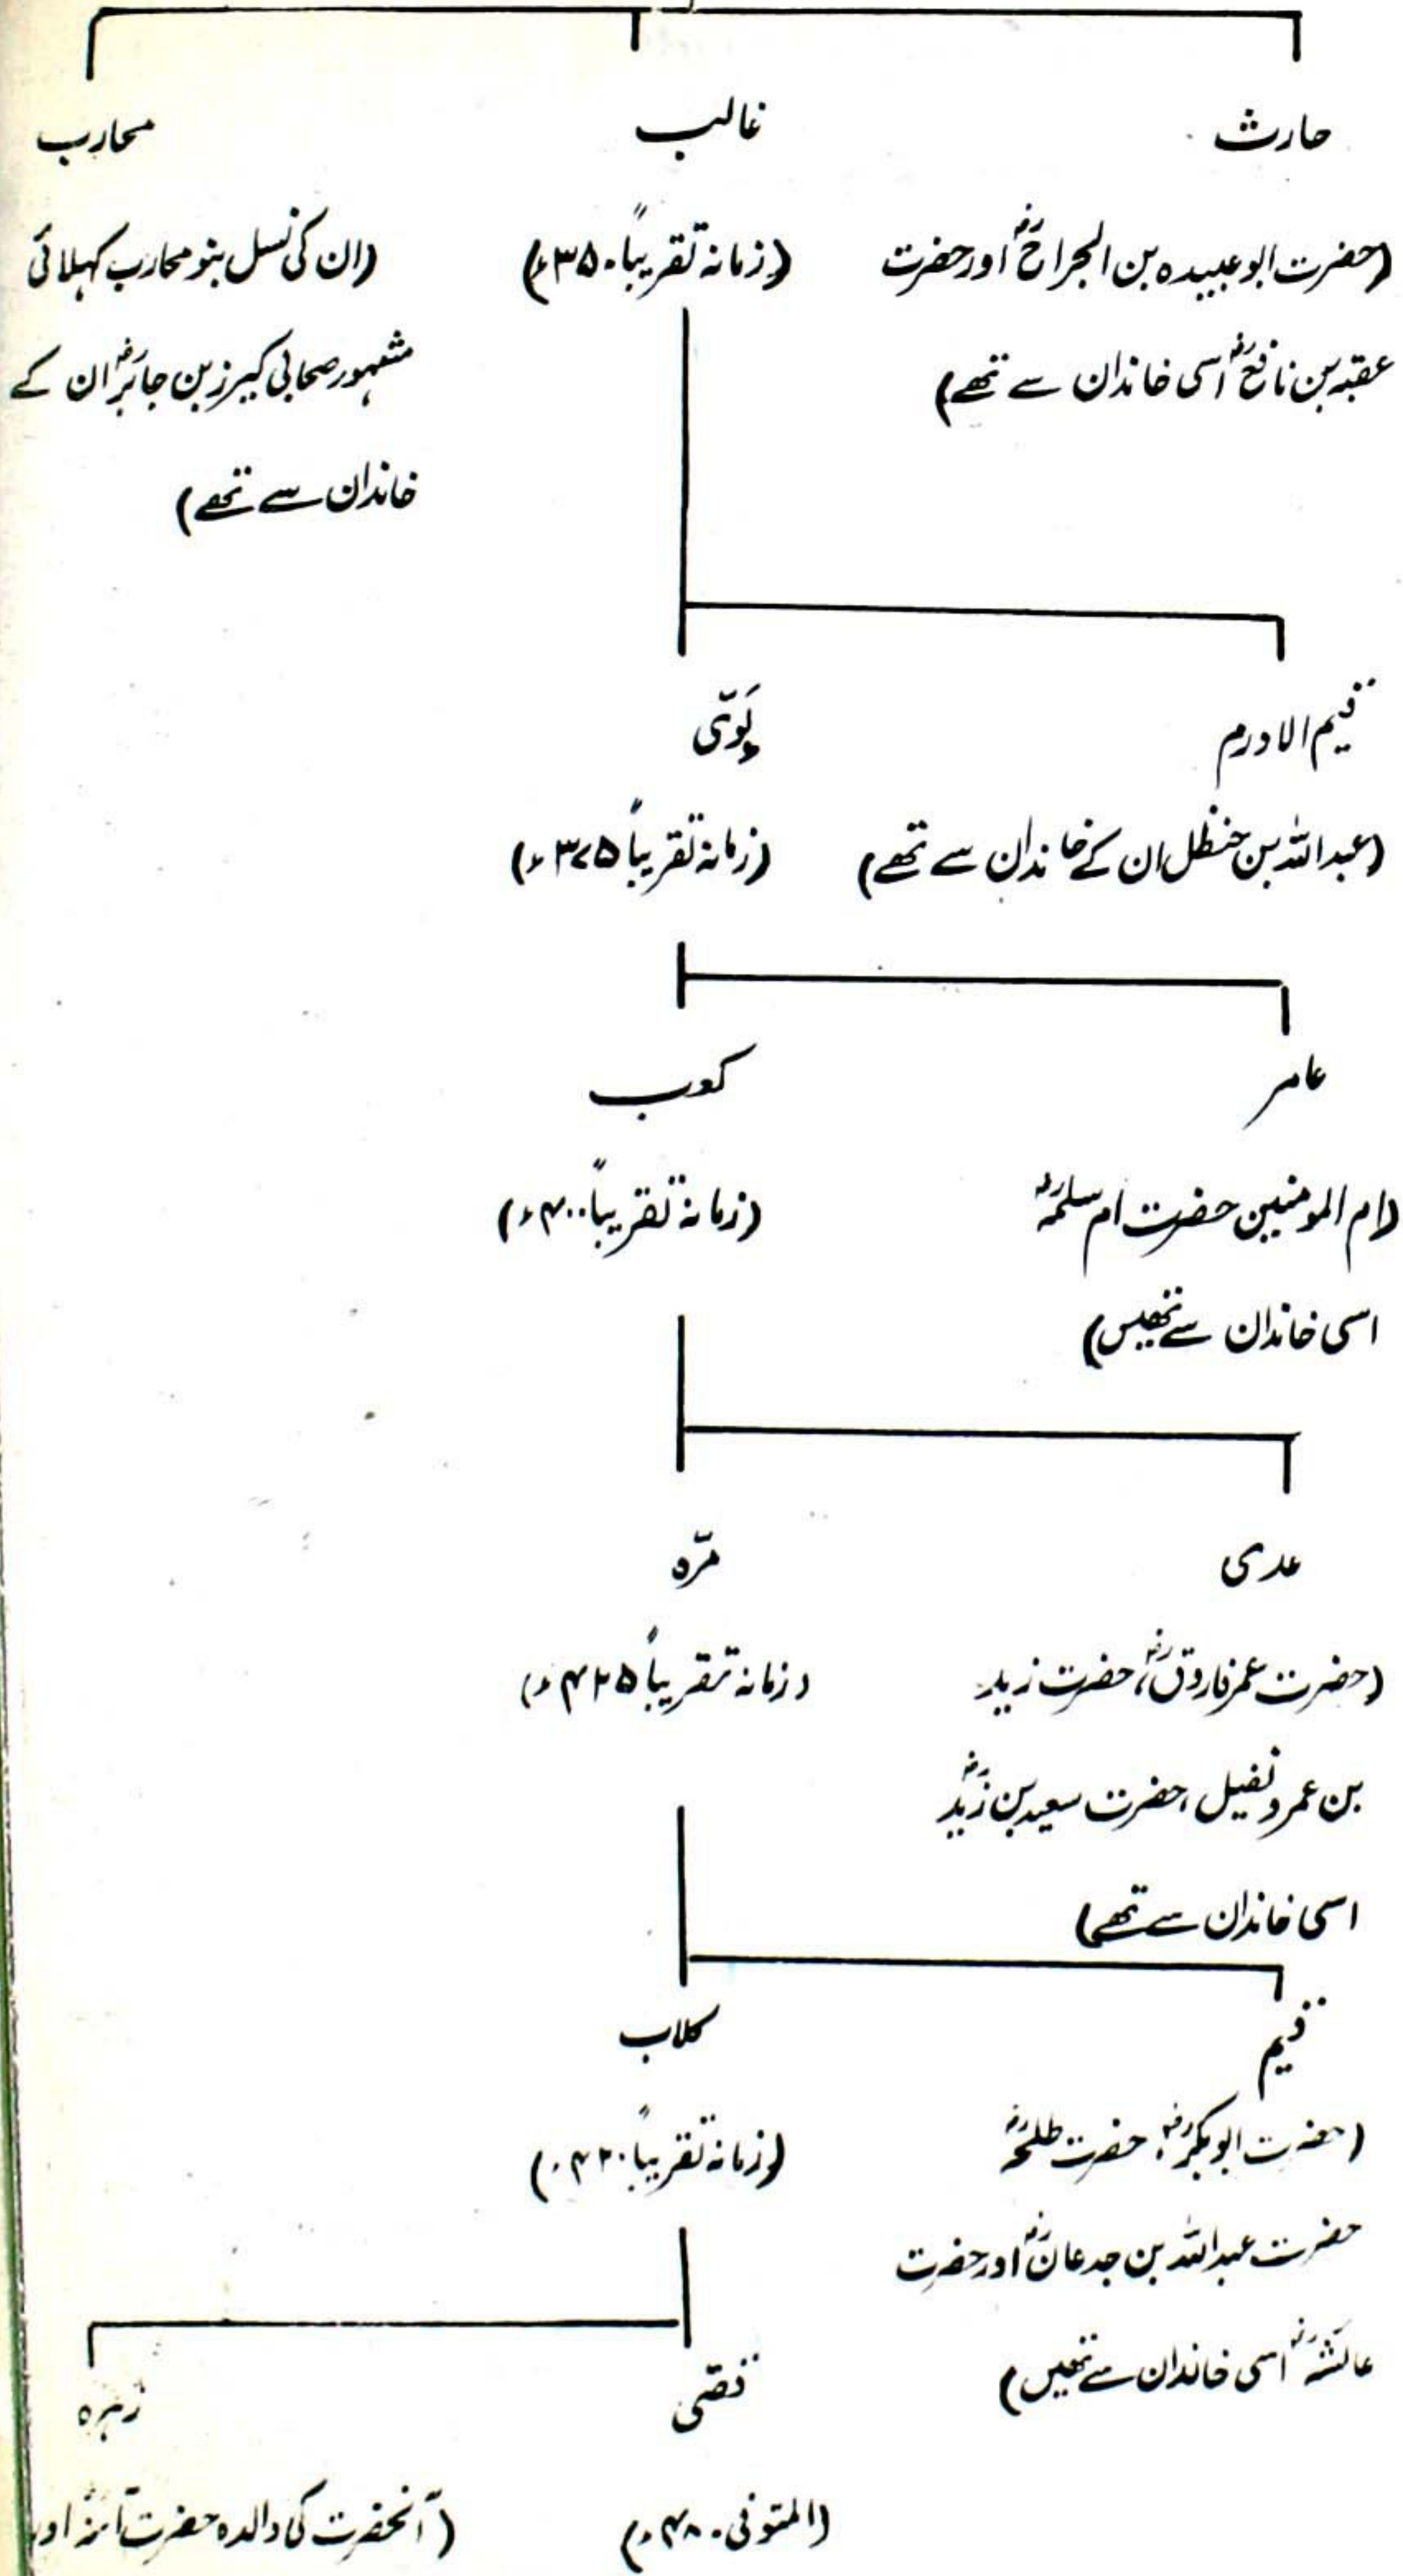 حارث
غالب
محارب
(حضرت ابوعبیدہ بن الجراحؓ اور حضرت
عقبہ بن نافعؓ اسی خاندان سے تھے)
(زمانہ تقریباً ۳۵۰ء)
(ان کی نسل بنو محارب کہلائی
مشہور صحابی کبیرز بن جابرؓ ان کے
خاندان سے تھے)
تیم الادرم
لوئی
(عبداللہ بن حنظل ان کے خاندان سے تھے)
(زمانہ تقریباً ۳۷۵ء)
عامر
کعب
(ام المومنین حضرت ام سلمہؓ
اسی خاندان سے تھیں)
(زمانہ تقریباً ۴۰۰ء)
عدی
مرّہ
(حضرت عمر فاروقؓ، حضرت زید
بن عمرو نفیل، حضرت سعید بن زیدؓ
اسی خاندان سے تھے)
(زمانہ تقریباً ۴۲۵ء)
تیم
کلاب
(حضرت ابوبکرؓ، حضرت طلحہؓ
حضرت عبداللہ بن جدعانؓ اور حضرت
عائشہؓ اسی خاندان سے تھیں)
(زمانہ تقریباً ۴۲۰ء)
قصّی
زہرہ
(المتوفی ۴۸۰ء)
(آنحضرت کی والدہ حضرت آمنہؓ اور